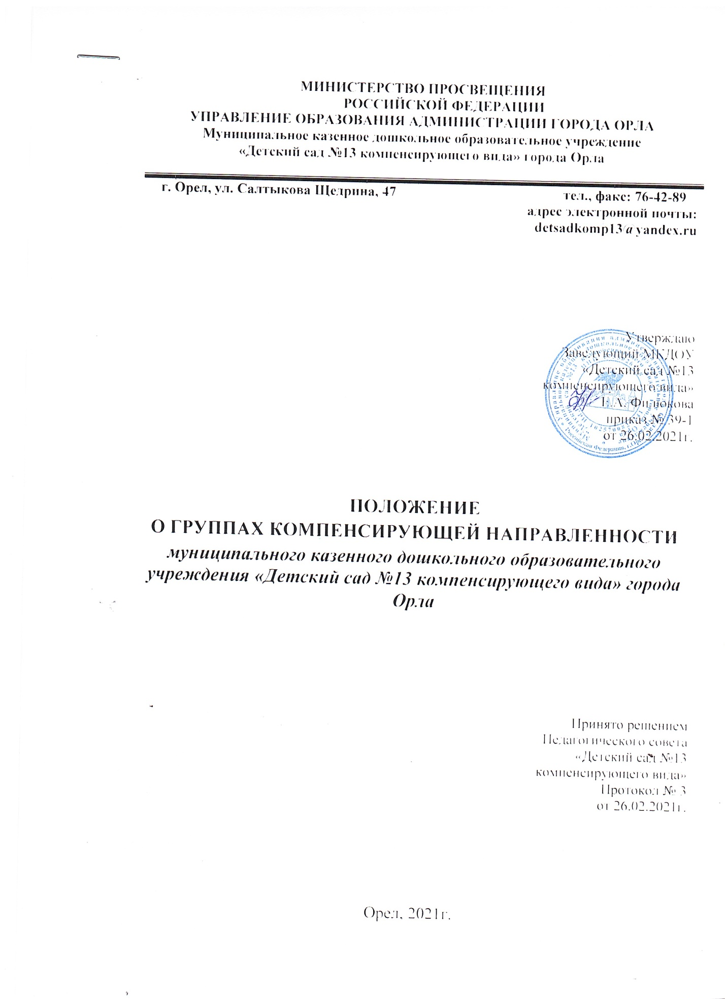 МИНИСТЕРСТВО ПРОСВЕЩЕНИЯ
РОССИЙСКОЙ ФЕДЕРАЦИИ
УПРАВЛЕНИЕ ОБРАЗОВАНИЯ АДМИНИСТРАЦИИ ГОРОДА ОРЛА
Муниципальное казенное дошкольное образовательное учреждение
«Детский сад №13 компенсирующего вида» города Орла
г. Орел, ул. Салтыкова Щедрина, 47
тел., факс: 76-42-89
адрес электронной почты:
detsadkomp13@yandex.ru
Утверждаю
Заведующий МКДОУ
«Детский сад №13
компенсирующего вида»
Филюкова
приказ № 39-1
от 26.02.2021г.
ПОЛОЖЕНИЕ
О ГРУППАХ КОМПЕНСИРУЮЩЕЙ НАПРАВЛЕННОСТИ
муниципального казенного дошкольного образовательного
учреждения «Детский сад №13 компенсирующего вида» города
Орла
Принято решением
Педагогического совета
«Детский сад №13
компенсирующего вида»
Протокол № 3
от 26.02.2021г.
Орел, 2021г.